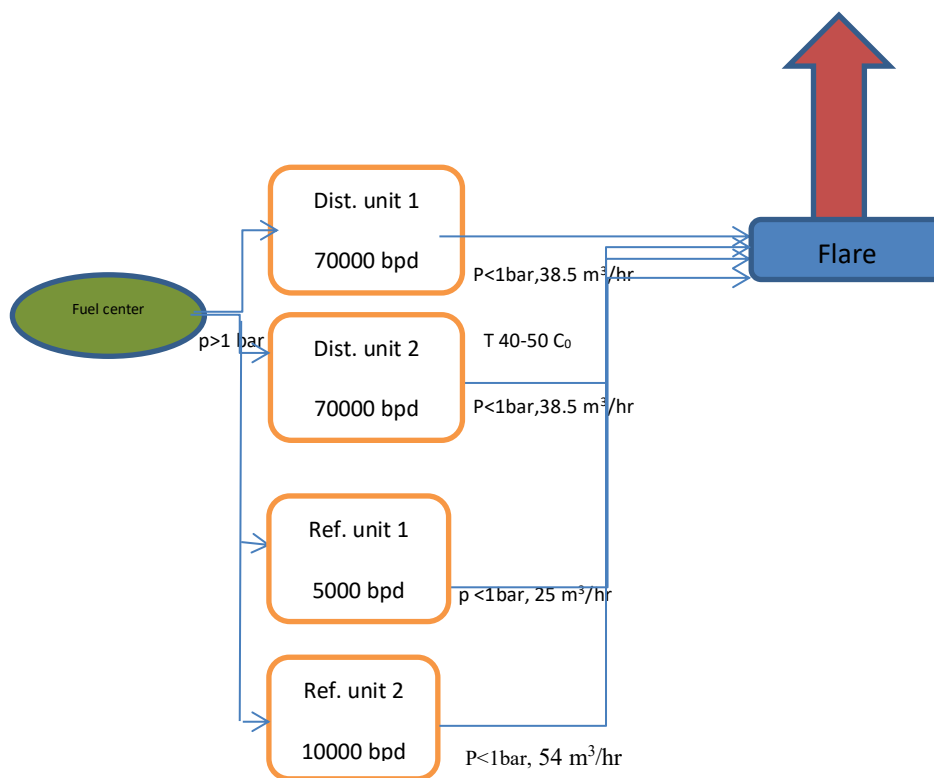 Dist. unit 1
70000 bpd
Flare
P<1bar,38.5 m³/hr
Fuel center
p>1 bar
Dist. unit 2
T 40-50 C₀
70000 bpd
P<1bar,38.5 m³/hr
Ref. unit 1
5000 bpd
p <1bar, 25 m³/hr
Ref. unit 2
10000 bpd
P<1bar, 54 m³/hr